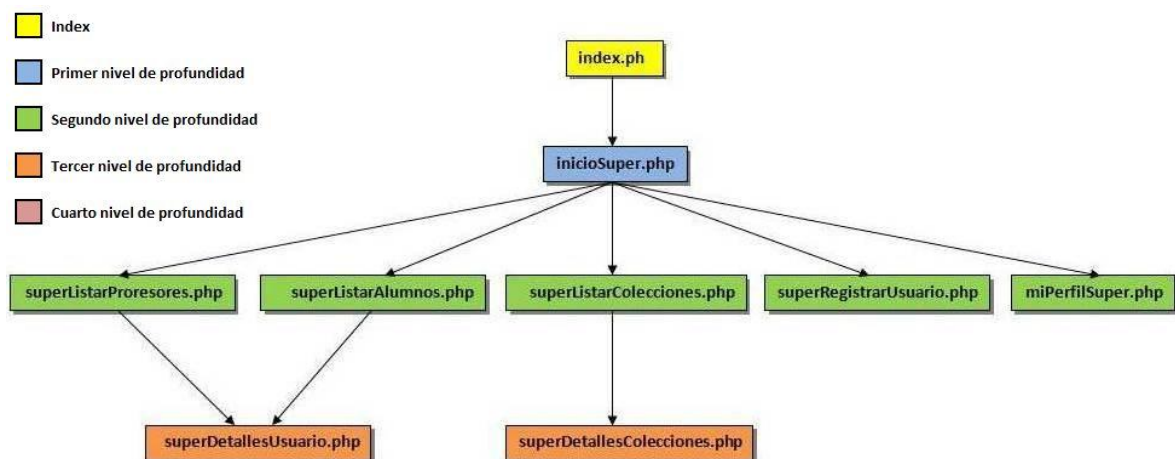 Index
Primer nivel de profundidad
Segundo nivel de profundidad
Tercer nivel de profundidad
Cuarto nivel de profundidad
index.ph
inicioSuper.php
superListarProresores.php
superListarAlumnos.php
superListarColecciones.php
superRegistrarUsuario.php
miPerfilSuper.php
superDetallesUsuario.php
superDetallesColecciones.php